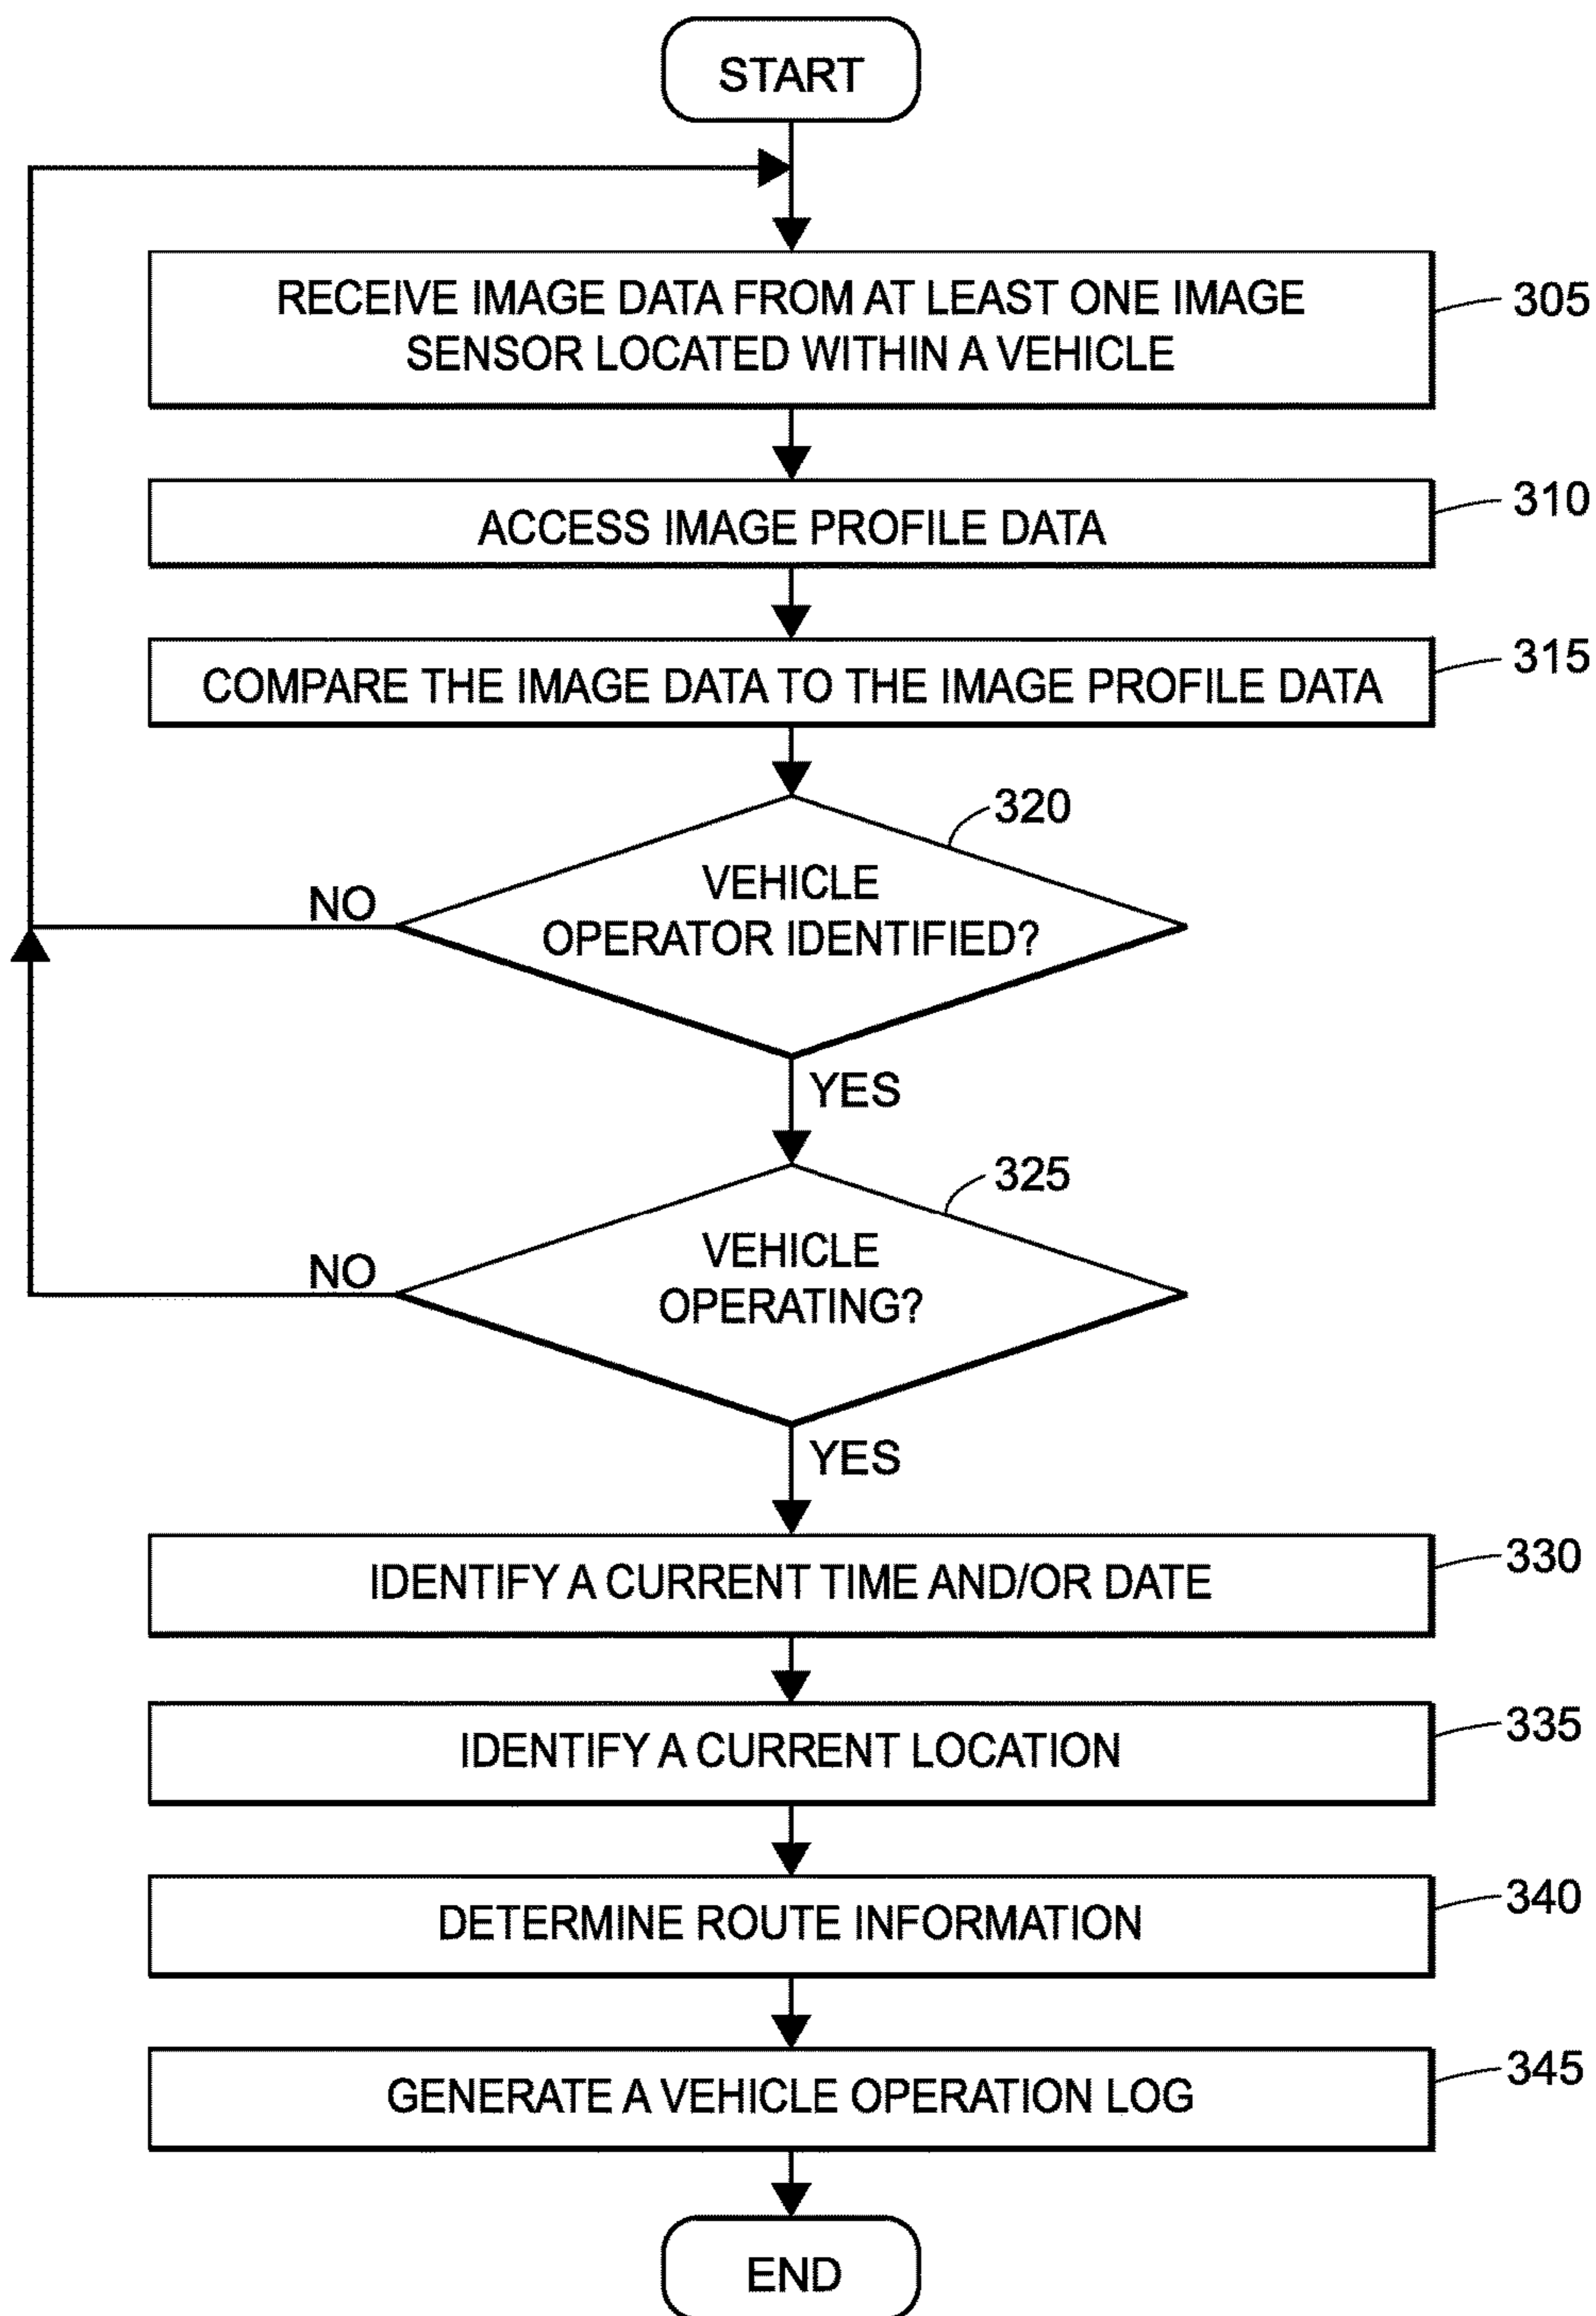 START
RECEIVE IMAGE DATA FROM AT LEAST ONE IMAGE
SENSOR LOCATED WITHIN A VEHICLE
305
ACCESS IMAGE PROFILE DATA
310
COMPARE THE IMAGE DATA TO THE IMAGE PROFILE DATA
315
320
VEHICLE
OPERATOR IDENTIFIED?
NO
YES
325
VEHICLE
OPERATING?
NO
YES
IDENTIFY A CURRENT TIME AND/OR DATE
330
IDENTIFY A CURRENT LOCATION
335
DETERMINE ROUTE INFORMATION
340
GENERATE A VEHICLE OPERATION LOG
345
END